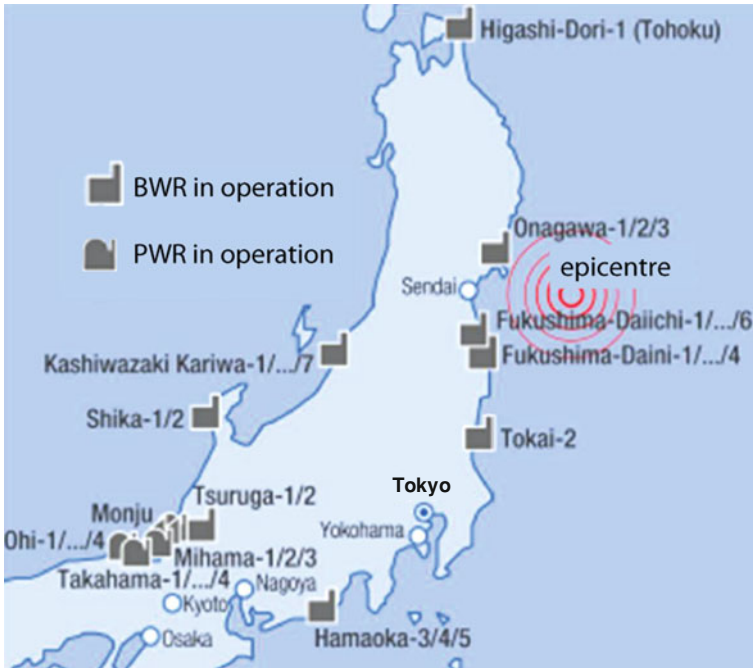 Higashi-Dori-1 (Tohoku)
BWR in operation
PWR in operation
Onagawa-1/2/3
epicentre
Sendai
Fukushima-Daiichi-1/.../6
Fukushima-Daini-1/.../4
Kashiwazaki Kariwa-1/.../7
Shika-1/2
Tokai-2
Tsuruga-1/2
Tokyo
Monju
Yokohama
Ohi-1/.../4
Mihama-1/2/3
Takahama-1/.../4
Nagoya
Kyoto
Hamaoka-3/4/5
Osaka